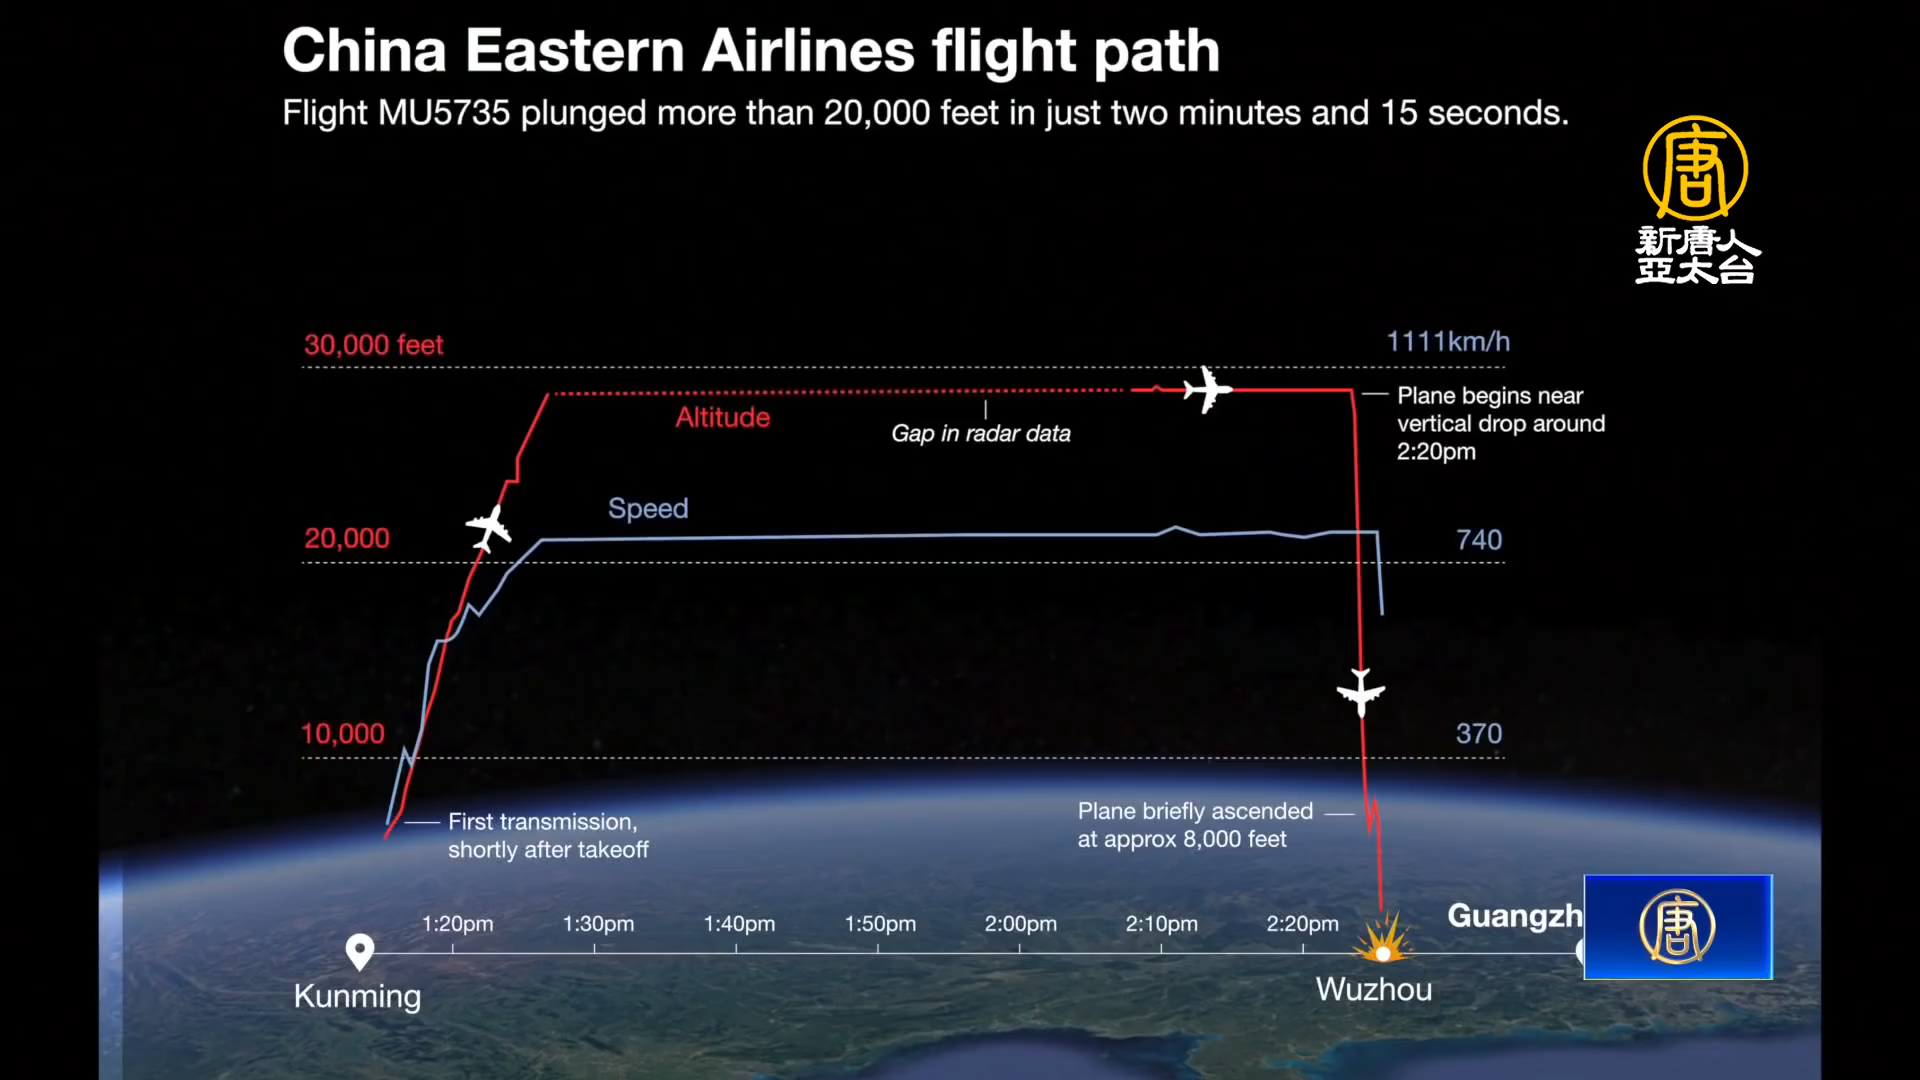 China Eastern Airlines flight path
Flight MU5735 plunged more than 20,000 feet in just two minutes and 15 seconds.
唐
新唐人
亞太台
30,000 feet
1111km/h
Plane begins near
vertical drop around
2:20pm
Altitude
Gap in radar data
Speed
20,000
740
10,000
370
First transmission,
shortly after takeoff
Plane briefly ascended
at approx 8,000 feet
1:20pm 1:30pm 1:40pm 1:50pm 2:00pm 2:10pm 2:20pm
Guangzh
唐
Kunming
Wuzhou